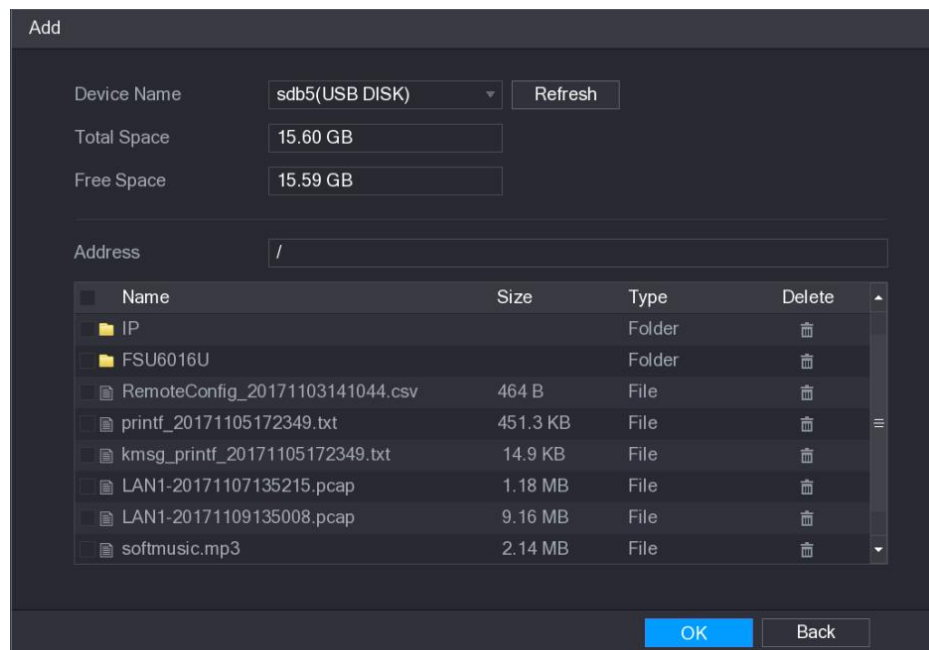 Add
Device Name sdb5(USB DISK) Refresh
Total Space 15.60 GB
Free Space 15.59 GB
Address /
Name Size Type Delete
IP Folder
FSU6016U Folder
RemoteConfig_20171103141044.csv 464 B File
printf_20171105172349.txt 451.3 KB File
kmsg_printf_20171105172349.txt 14.9 KB File
LAN1-20171107135215.pcap 1.18 MB File
LAN1-20171109135008.pcap 9.16 MB File
softmusic.mp3 2.14 MB File
OK Back